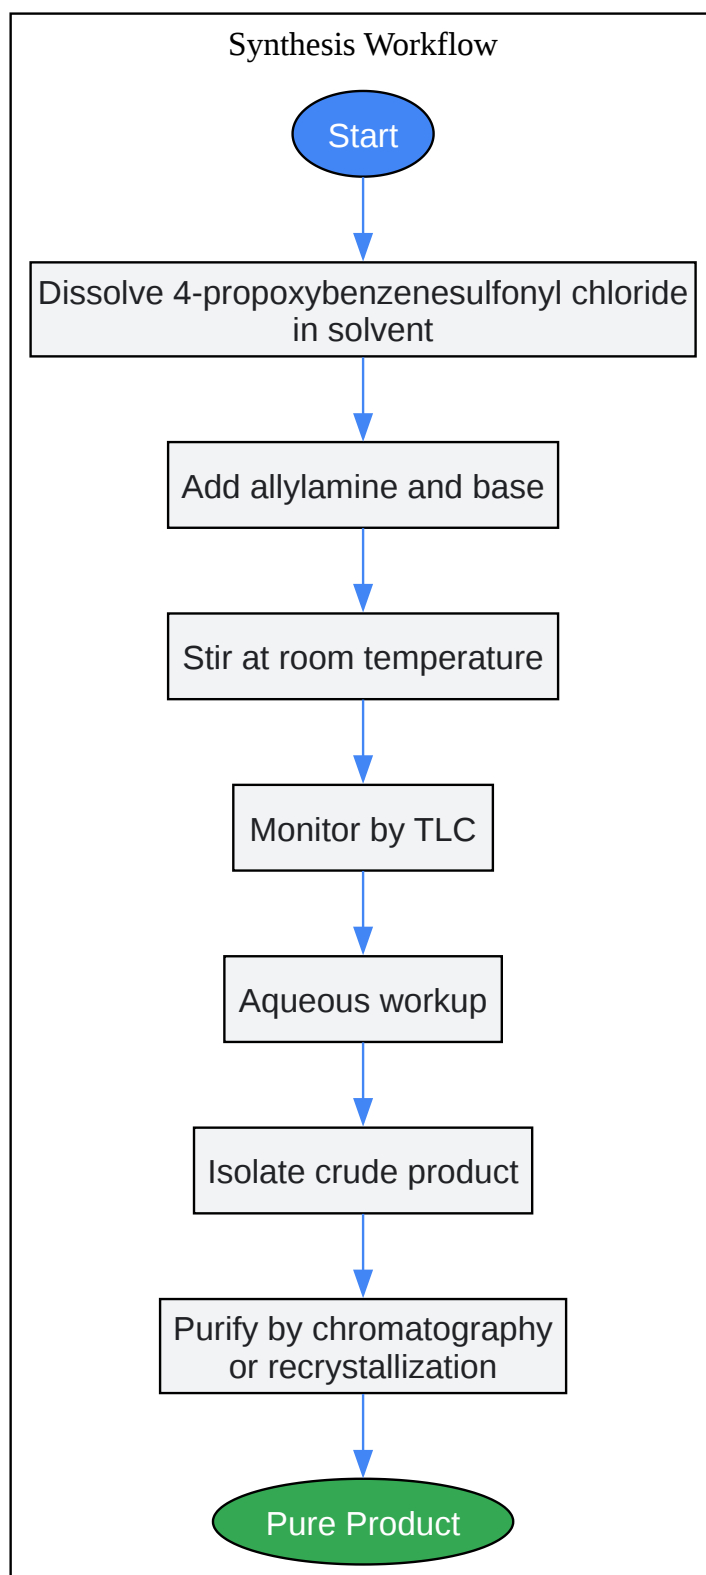 Synthesis Workflow
Start
Dissolve 4-propoxybenzenesulfonyl chloride
in solvent
Add allylamine and base
Stir at room temperature
Monitor by TLC
Aqueous workup
Isolate crude product
Purify by chromatography
or recrystallization
Pure Product